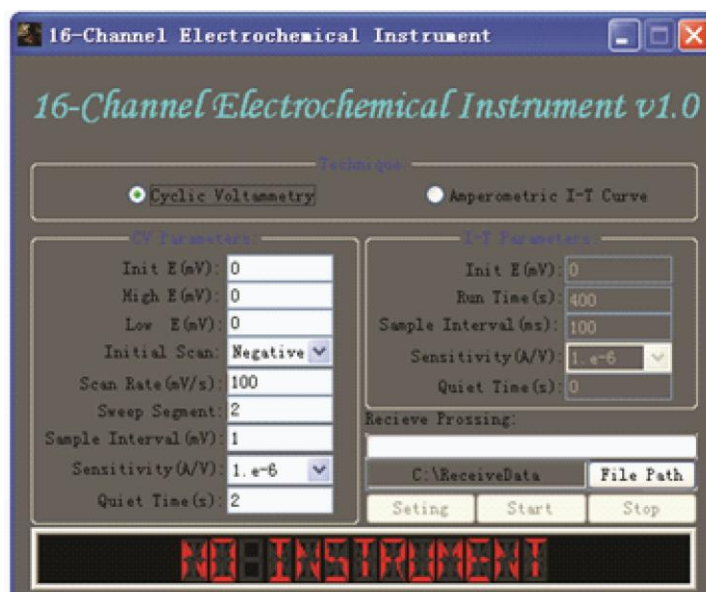 16-Channel Electrochemical Instrument
16-Channel Electrochemical Instrument v1.0
Technique
Cyclic Voltammetry
Amperometric I-T Curve
CV Parameters:
Init E(mV): 0
High E(mV): 0
Low E(mV): 0
Initial Scan: Negative
Scan Rate(mV/s): 100
Sweep Segment: 2
Sample Interval(mV): 1
Sensitivity(A/V): 1.e-6
Quiet Time(s): 2
I-T Parameters:
Init E(mV): 0
Run Time(s): 400
Sample Interval(ms): 100
Sensitivity(A/V): 1.e-6
Quiet Time(s): 0
Recieve Prossing:
C:\ReceiveData
File Path
Seting
Start
Stop
NO INSTRUMENT